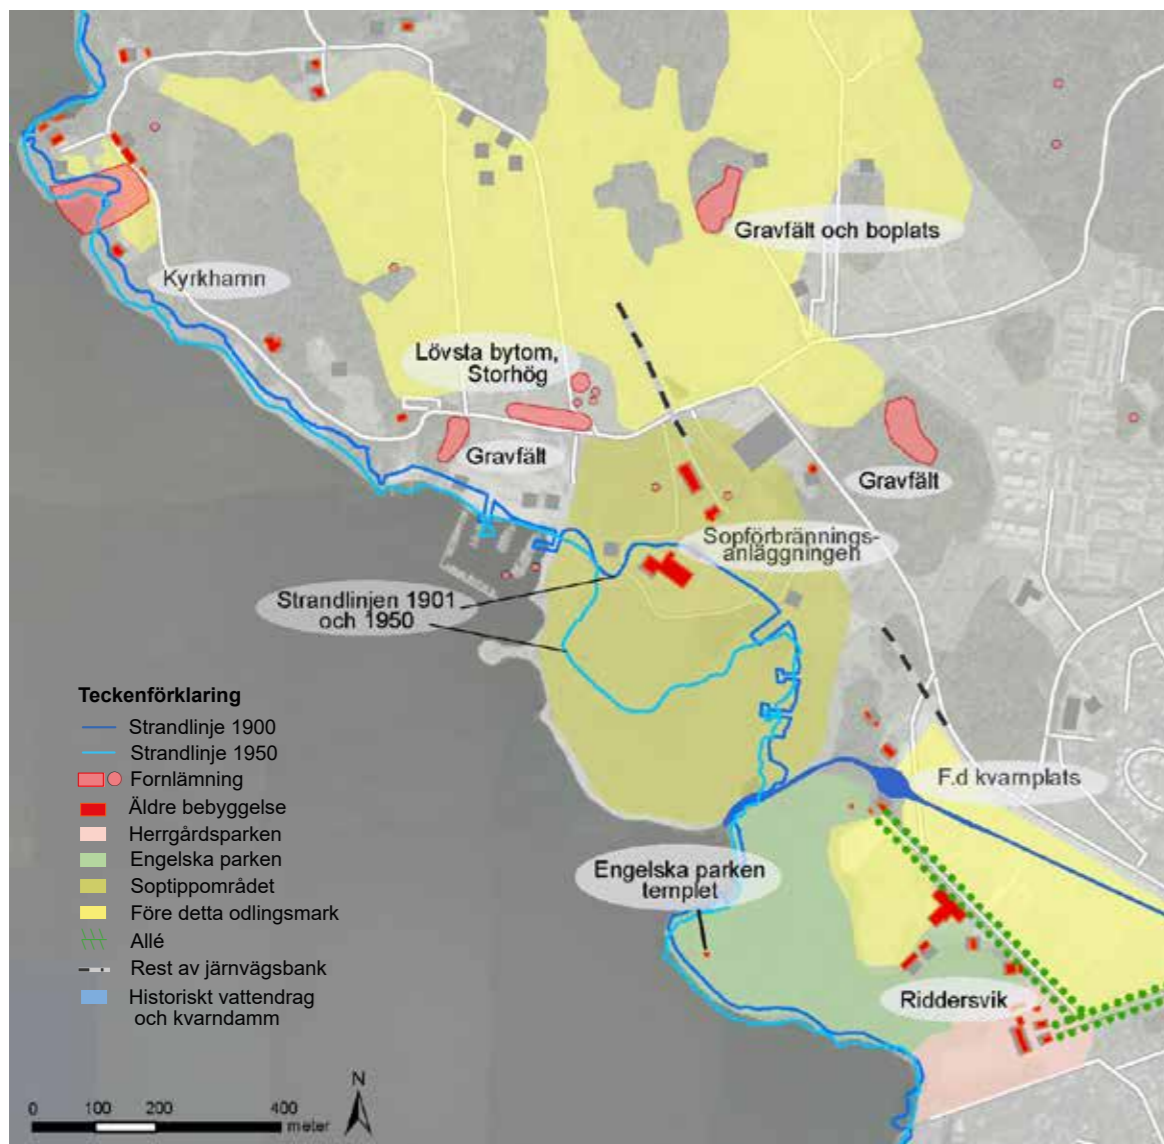 Gravfält och boplats
Kyrkhamn
Lövsta bytom,
Storhög
Gravfält
Gravfält
Sopförbrännings-
anläggningen
Strandlinjen 1901
och 1950
Teckenförklaring
Strandlinje 1900
Strandlinje 1950
Fornlämning
Äldre bebyggelse
Herrgårdsparken
Engelska parken
Soptippområdet
Före detta odlingsmark
Allé
Rest av järnvägsbank
Historiskt vattendrag
och kvarndamm
F.d kvarnplats
Engelska parken
templet
Riddersvik
N
0 100 200 400
meter